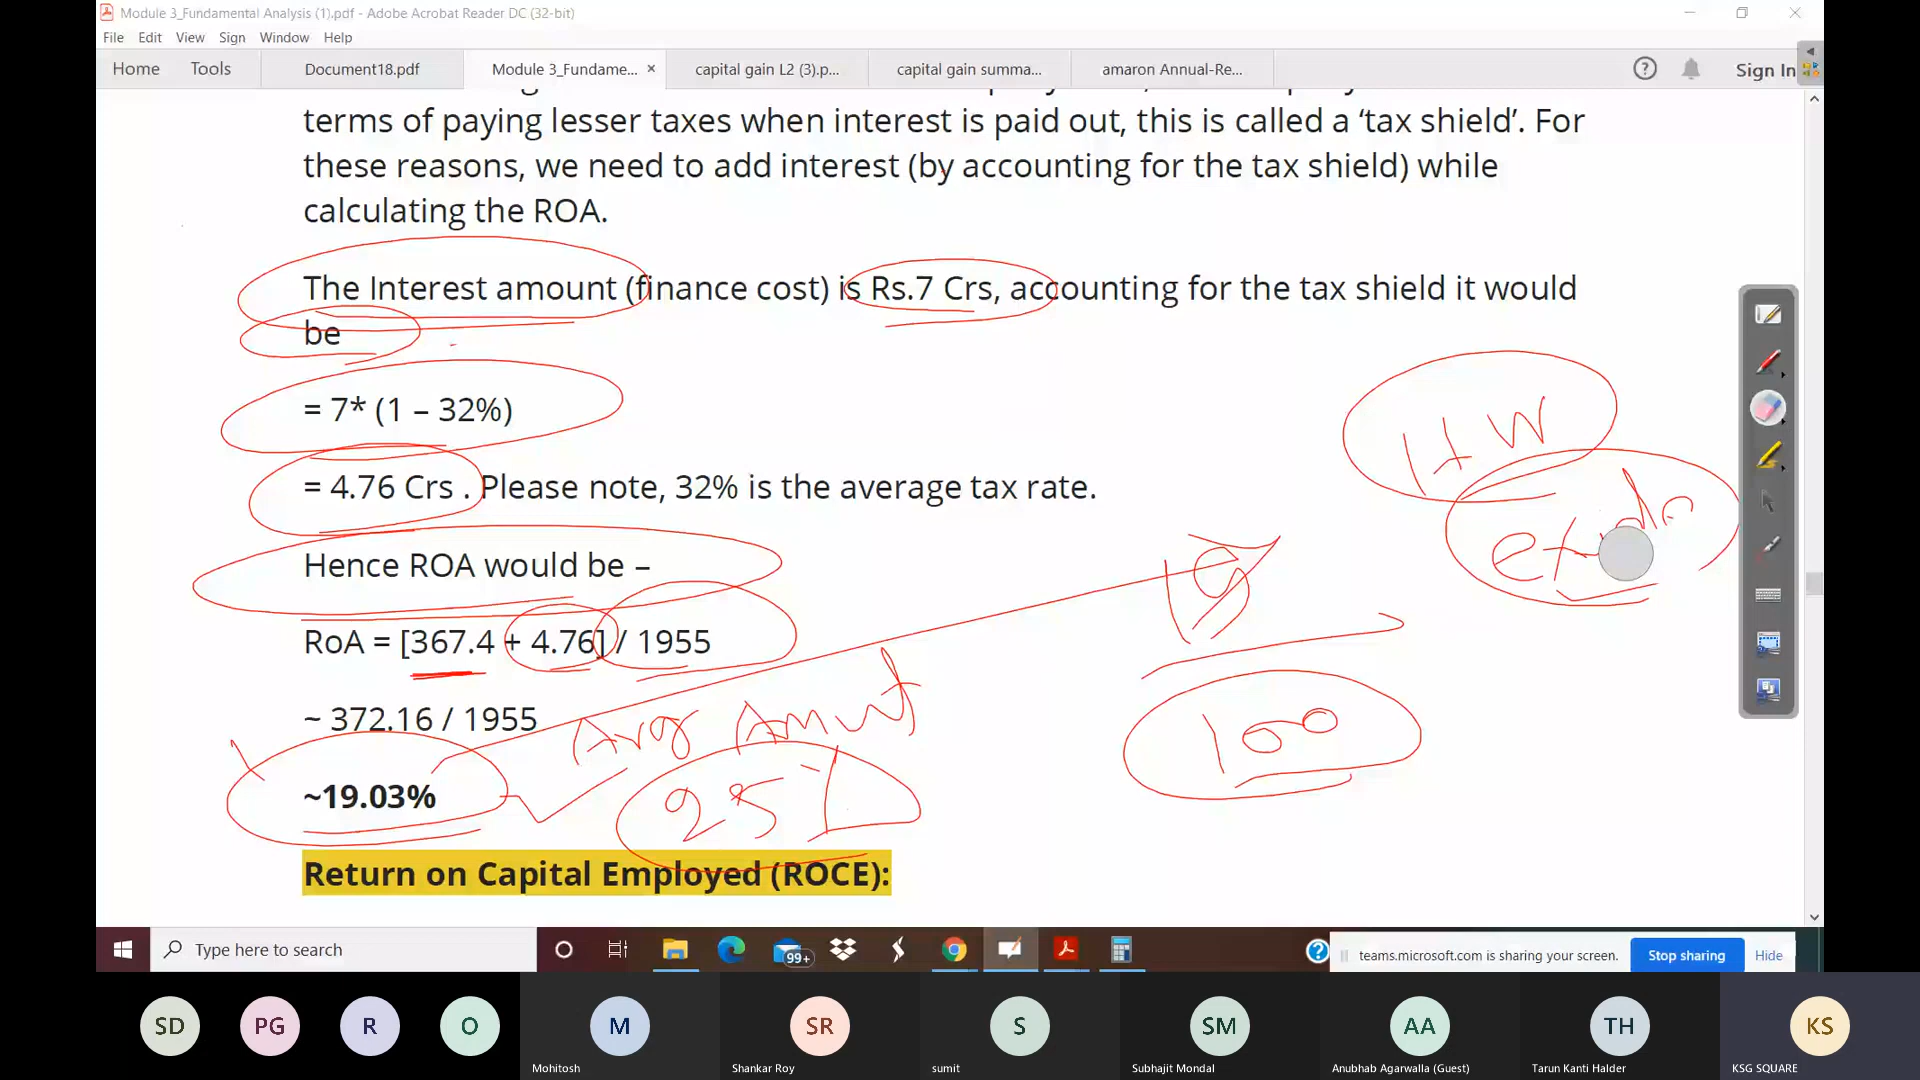 Module 3_Fundamental Analysis (1).pdf - Adobe Acrobat Reader DC (32-bit)
File Edit View Sign Window Help
Home Tools Document18.pdf Module 3_Fundame... × capital gain L2 (3).p... capital gain summa... amaron Annual-Re... Sign In
terms of paying lesser taxes when interest is paid out, this is called a ‘tax shield’. For
these reasons, we need to add interest (by accounting for the tax shield) while
calculating the ROA.
The Interest amount (finance cost) is Rs.7 Crs, accounting for the tax shield it would
be
= 7* (1 – 32%)
HW
= 4.76 Crs . Please note, 32% is the average tax rate.
Hence ROA would be –
19
RoA = [367.4 + 4.76] / 1955
~ 372.16 / 1955
Avg
100
~19.03%
25%
Return on Capital Employed (ROCE):
Type here to search
99+
teams.microsoft.com is sharing your screen. Stop sharing Hide
SD PG R O M SR S SM AA TH KS
Mohitosh Shankar Roy sumit Subhajit Mondal Anubhab Agarwalla (Guest) Tarun Kanti Halder KSG SQUARE